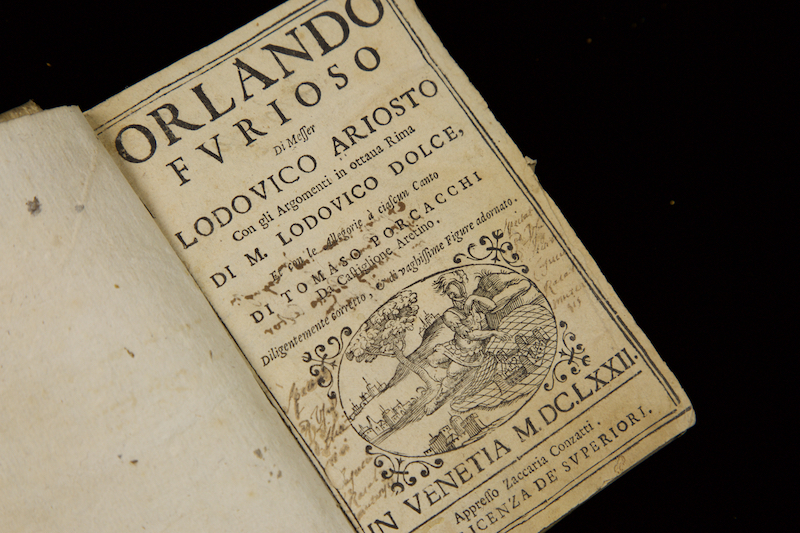 ORLANDO
FVRIOSO
Di Messer
LODOVICO ARIOSTO
Con gli Argomenti in ottaua Rima
DI M. LODOVICO DOLCE,
Et con le Allegorie à ciascun Canto
DI TOMASO PORCACCHI
Da Castiglione Aretino.
Diligentemente corretto, & di vaghissime Figure adornato.
IN VENETIA M.DC.LXXII.
Appresso Zaccaria Conzatti.
LICENZA DE' SVPERIORI.